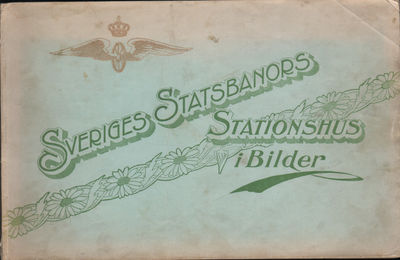 SVERIGES STATSBANORS
STATIONSHUS
i Bilder